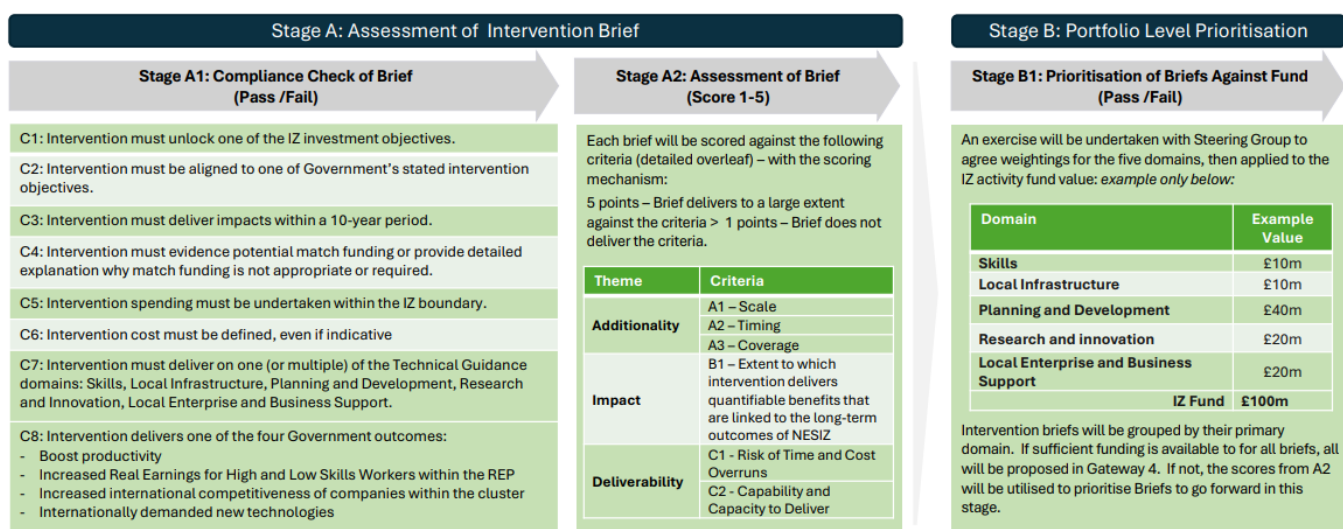 Stage A: Assessment of Intervention Brief
Stage A1: Compliance Check of Brief
(Pass /Fail)
C1: Intervention must unlock one of the IZ investment objectives.
C2: Intervention must be aligned to one of Government's stated intervention
objectives.
C3: Intervention must deliver impacts within a 10-year period.
C4: Intervention must evidence potential match funding or provide detailed
explanation why match funding is not appropriate or required.
C5: Intervention spending must be undertaken within the IZ boundary.
C6: Intervention cost must be defined, even if indicative
C7: Intervention must deliver on one (or multiple) of the Technical Guidance
domains: Skills, Local Infrastructure, Planning and Development, Research
and Innovation, Local Enterprise and Business Support.
C8: Intervention delivers one of the four Government outcomes:
- Boost productivity
- Increased Real Earnings for High and Low Skills Workers within the REP
- Increased international competitiveness of companies within the cluster
- Internationally demanded new technologies
Stage A2: Assessment of Brief
(Score 1-5)
Each brief will be scored against the following
criteria (detailed overleaf) – with the scoring
mechanism:
5 points – Brief delivers to a large extent
against the criteria > 1 points – Brief does not
deliver the criteria.
Theme Criteria
Additionality
A1 – Scale
A2 – Timing
A3 – Coverage
Impact
B1 – Extent to which
intervention delivers
quantifiable benefits that
are linked to the long-term
outcomes of NESIZ
Deliverability
C1 - Risk of Time and Cost
Overruns
C2 - Capability and
Capacity to Deliver
Stage B: Portfolio Level Prioritisation
Stage B1: Prioritisation of Briefs Against Fund
(Pass/Fail)
An exercise will be undertaken with Steering Group to
agree weightings for the five domains, then applied to the
IZ activity fund value: example only below:
Domain Example
Value
Skills £10m
Local Infrastructure £10m
Planning and Development £40m
Research and innovation £20m
Local Enterprise and Business
Support £20m
IZ Fund £100m
Intervention briefs will be grouped by their primary
domain. If sufficient funding is available to for all briefs, all
will be proposed in Gateway 4. If not, the scores from A2
will be utilised to prioritise Briefs to go forward in this
stage.